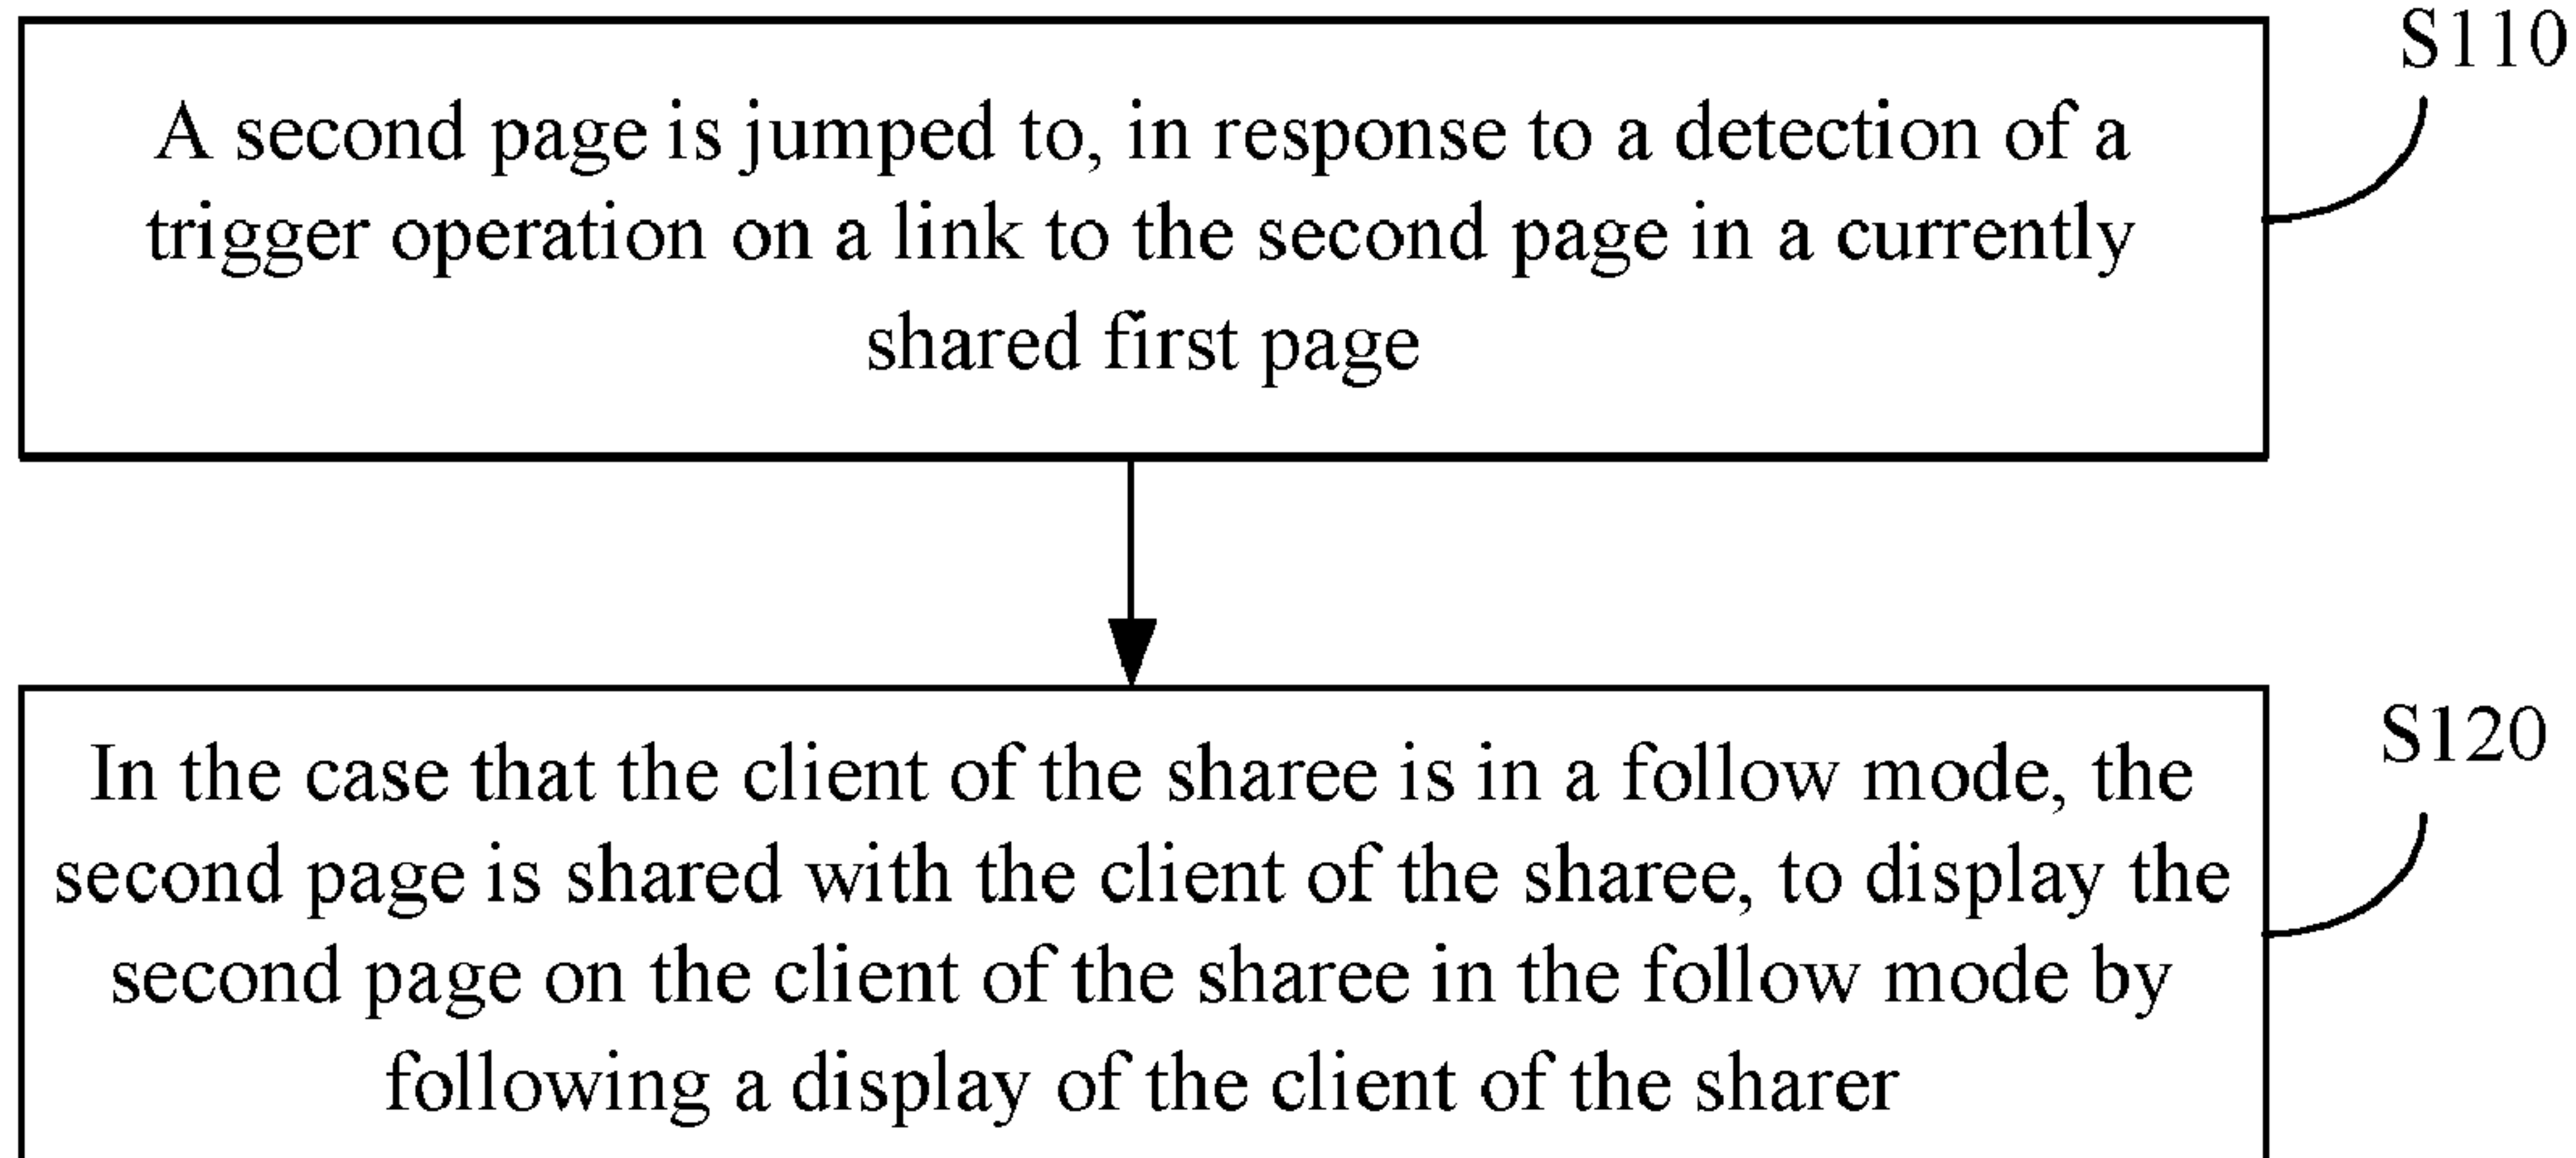 S110
A second page is jumped to, in response to a detection of a
trigger operation on a link to the second page in a currently
shared first page
S120
In the case that the client of the sharee is in a follow mode, the
second page is shared with the client of the sharee, to display the
second page on the client of the sharee in the follow mode by
following a display of the client of the sharer